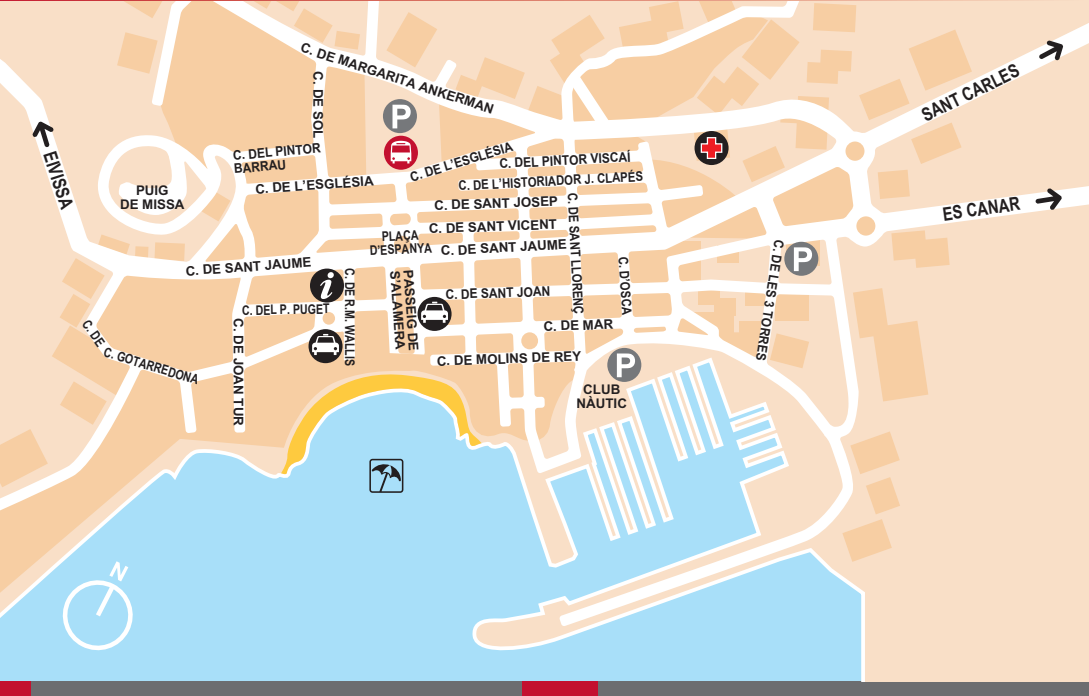 C. DE MARGARITA ANKERMAN
C. DE SOL
P
SANT CARLES
EIVISSA
C. DEL PINTOR
BARRAU
C. DE L'ESGLÉSIA
C. DE L'ESGLÉSIA
C. DEL PINTOR VISCAÍ
C. DE L'HISTORIADOR J. CLAPÉS
PUIG
DE MISSA
C. DE SANT JOSEP
C. DE SANT VICENT
PLAÇA
D'ESPANYA
C. DE SANT JAUME
C. DE SANT JAUME
C. DE SANT LLORENÇ
ES CANAR
i
C. DE R.M. WALLIS
PASSEIG DE
S'ALAMERA
C. DE SANT JOAN
C. D'OSCA
C. DE LES 3 TORRES
P
C. DEL P. PUGET
C. DE MAR
C. DE C. GOTARREDONA
C. DE JOAN TUR
C. DE MOLINS DE REY
P
CLUB
NÀUTIC
N